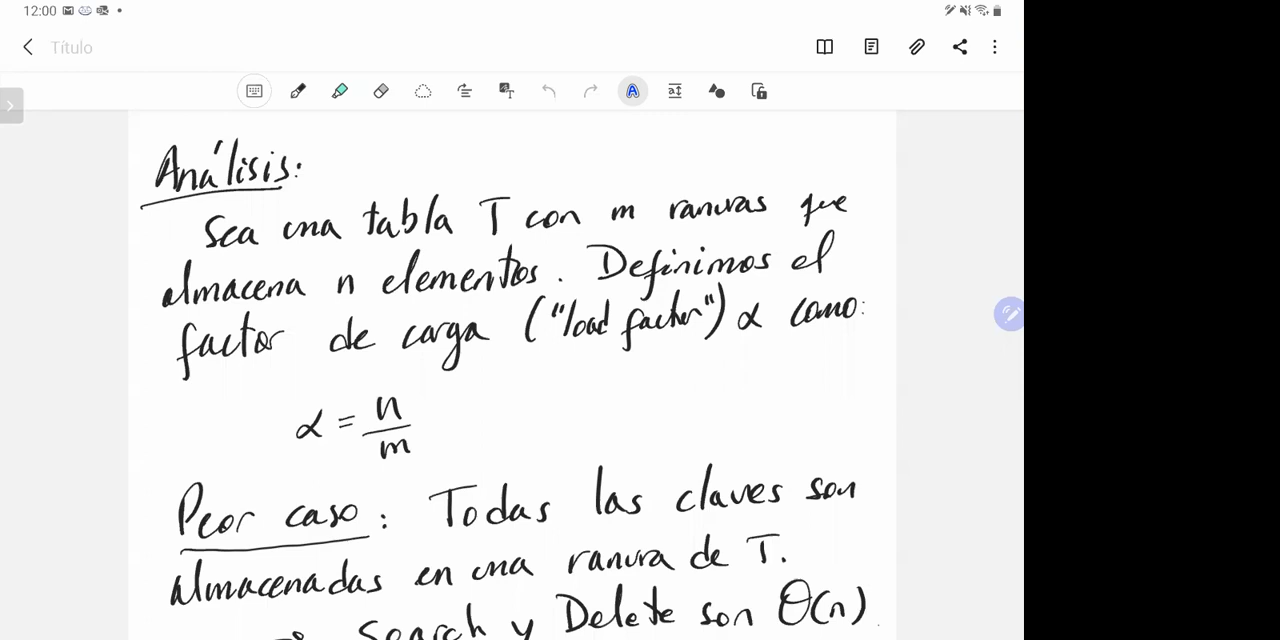 12:00
Título
Análisis:
Sea una tabla T con m ranuras que
almacena n elementos. Definimos el
factor de carga ("load factor") α como:
α = n/m
Peor caso: Todas las claves son
almacenadas en una ranura de T.
Search y Delete son Θ(n)